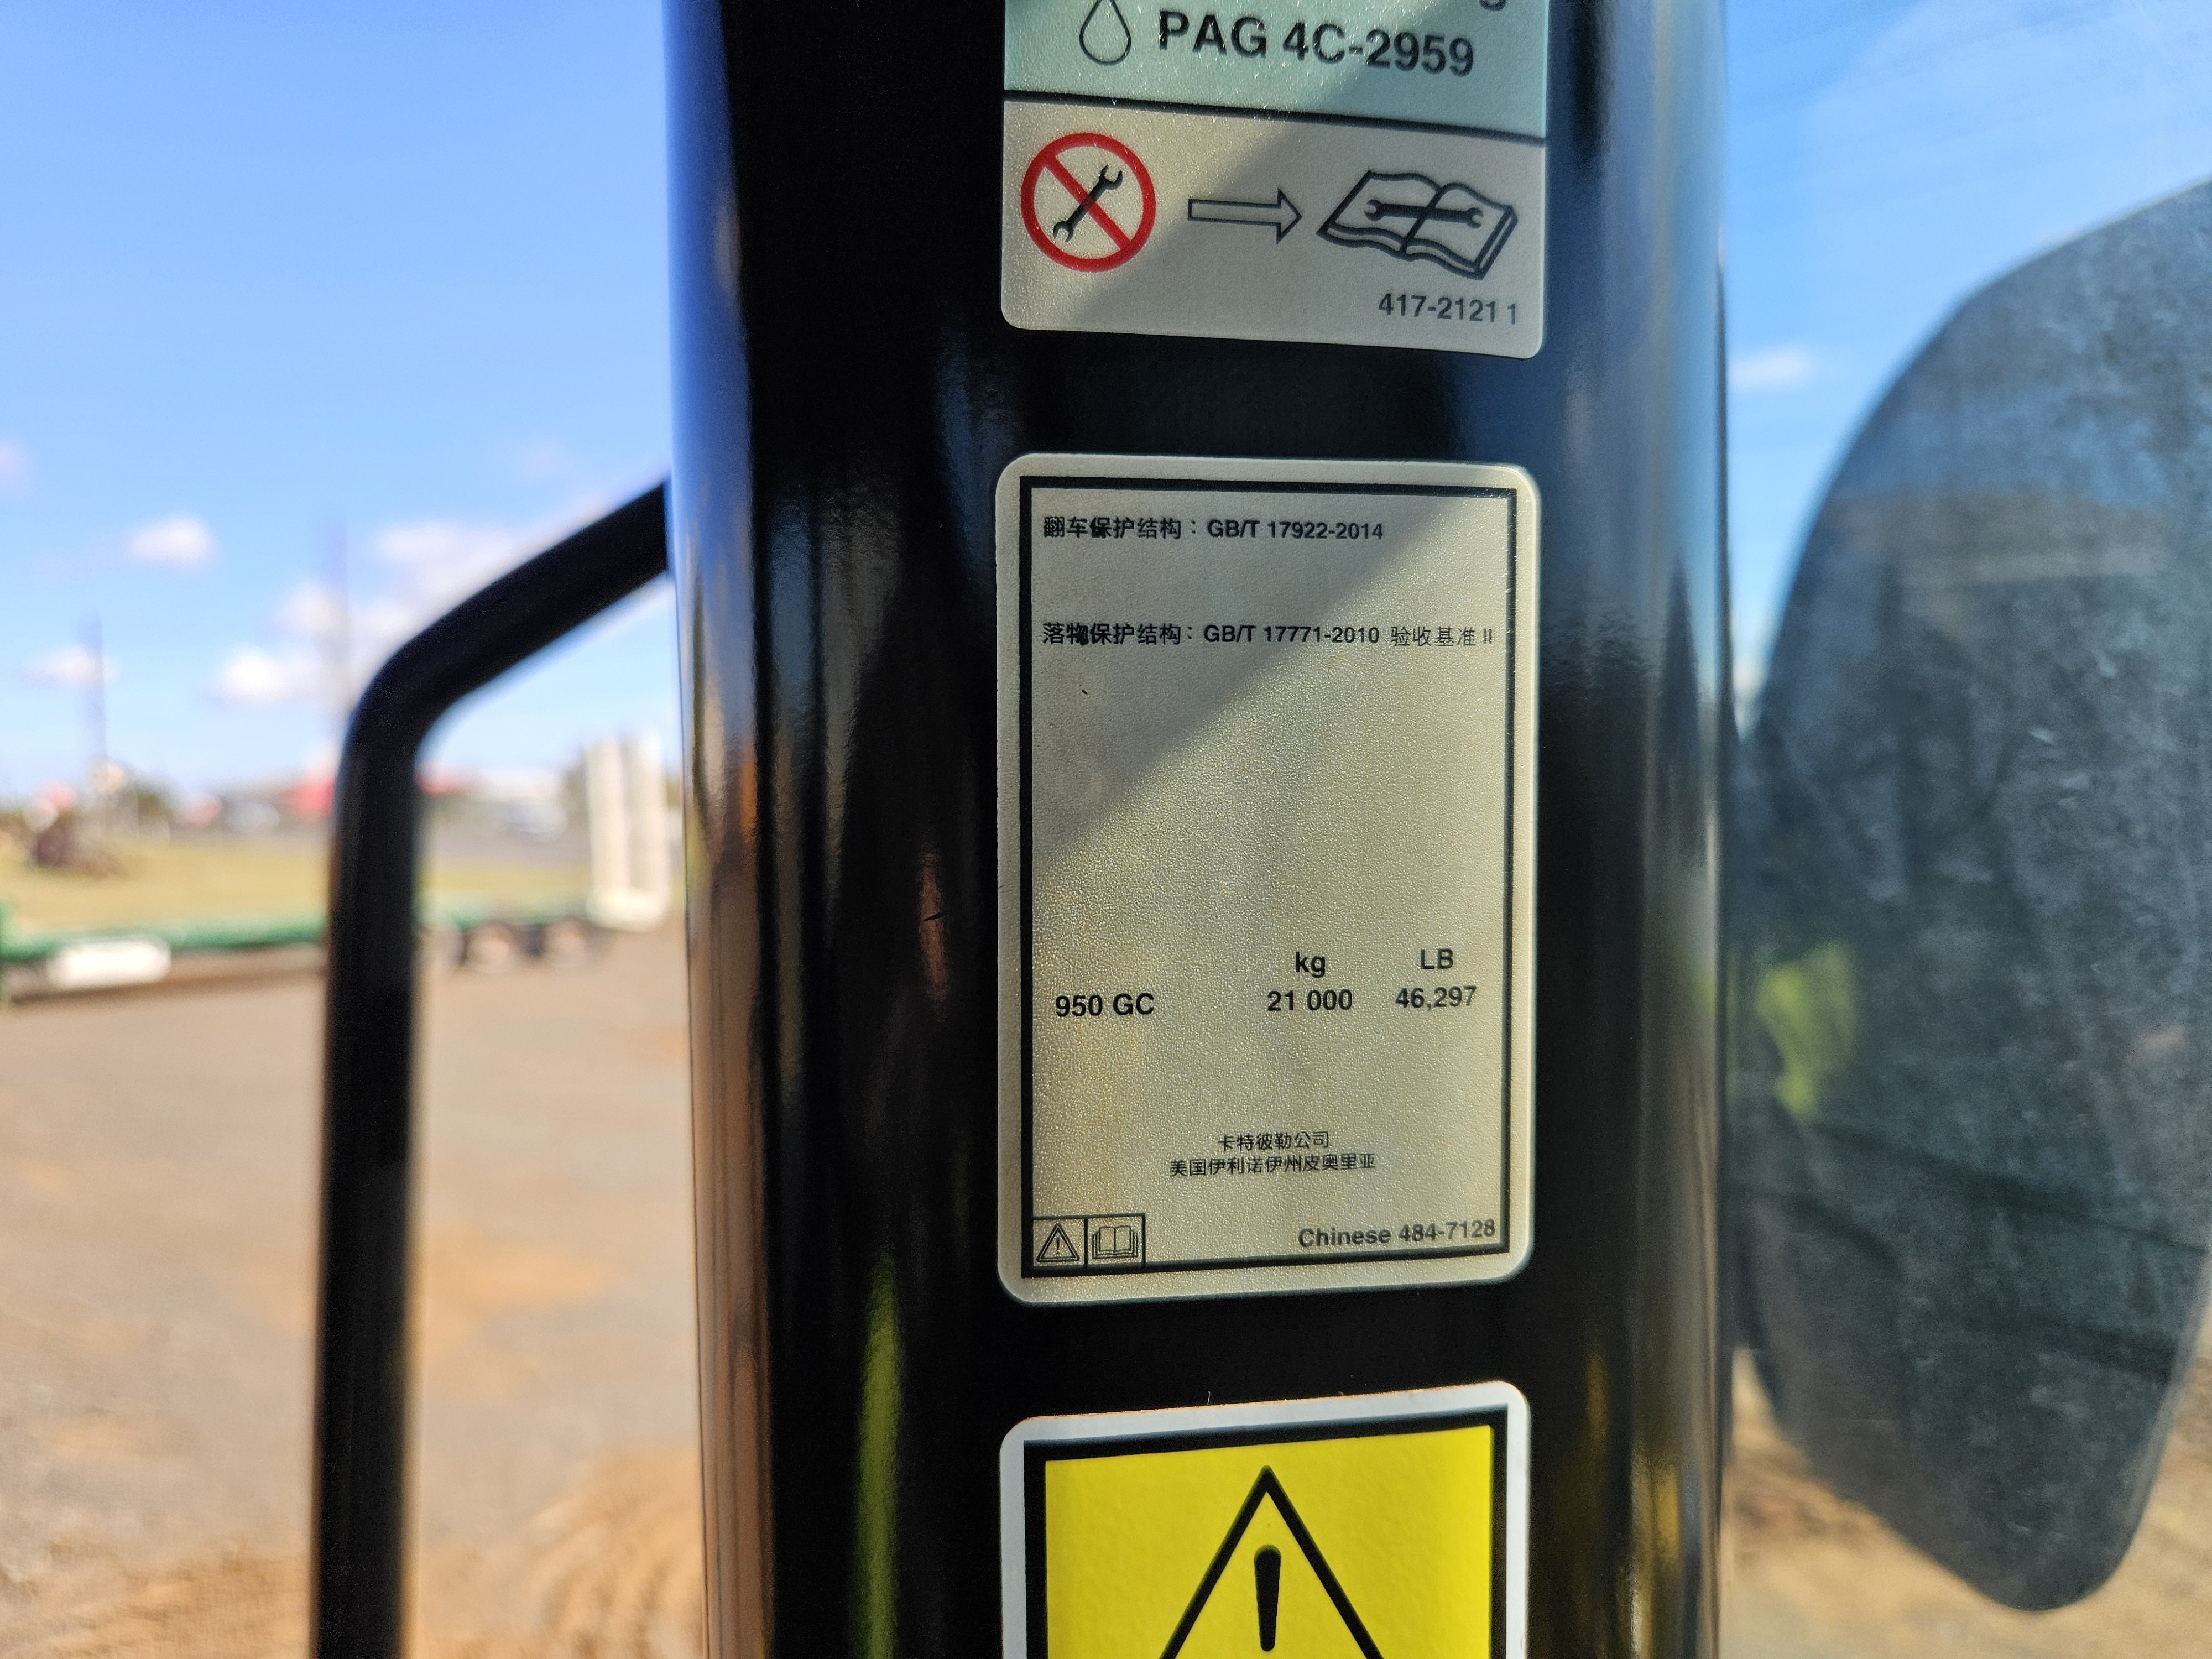 PAG 4C-2959
417-2121 1
翻车保护结构：GB/T 17922-2014
落物保护结构：GB/T 17771-2010 验收基准 II
kg LB
950 GC 21 000 46,297
卡特彼勒公司
美国伊利诺伊州皮奥里亚
Chinese 484-7128